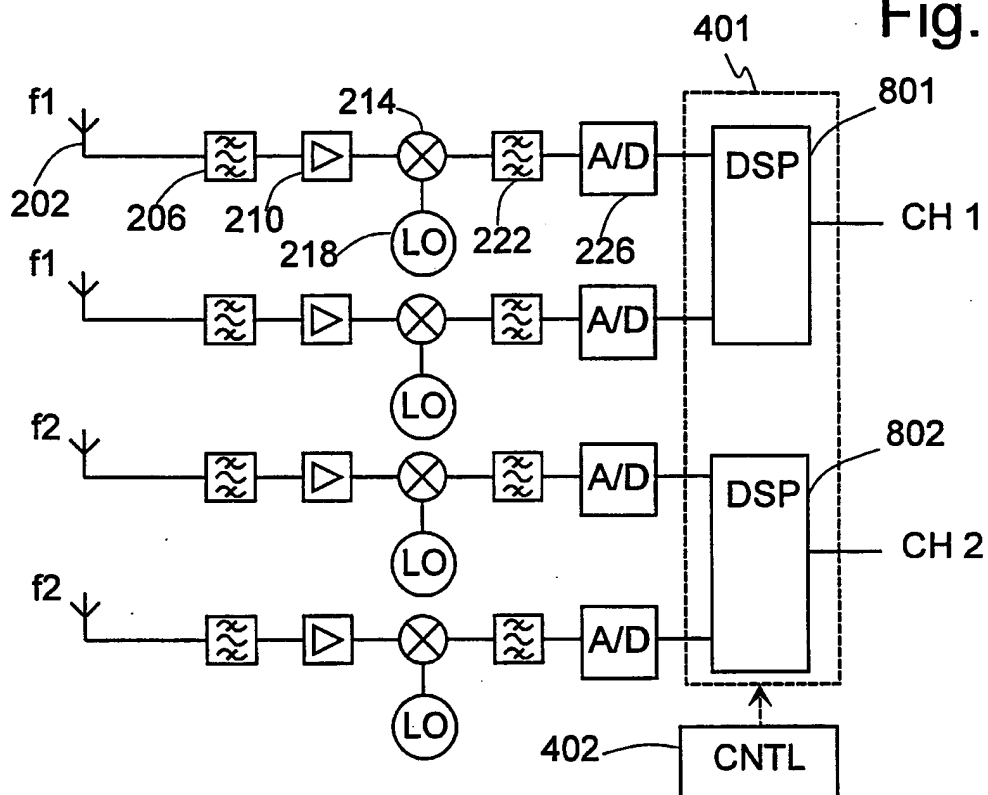 Fig.
401
f1
214
801
A/D
DSP
202
206
210
218
LO
222
226
CH 1
f1
A/D
LO
f2
802
A/D
DSP
LO
CH 2
f2
A/D
LO
402
CNTL